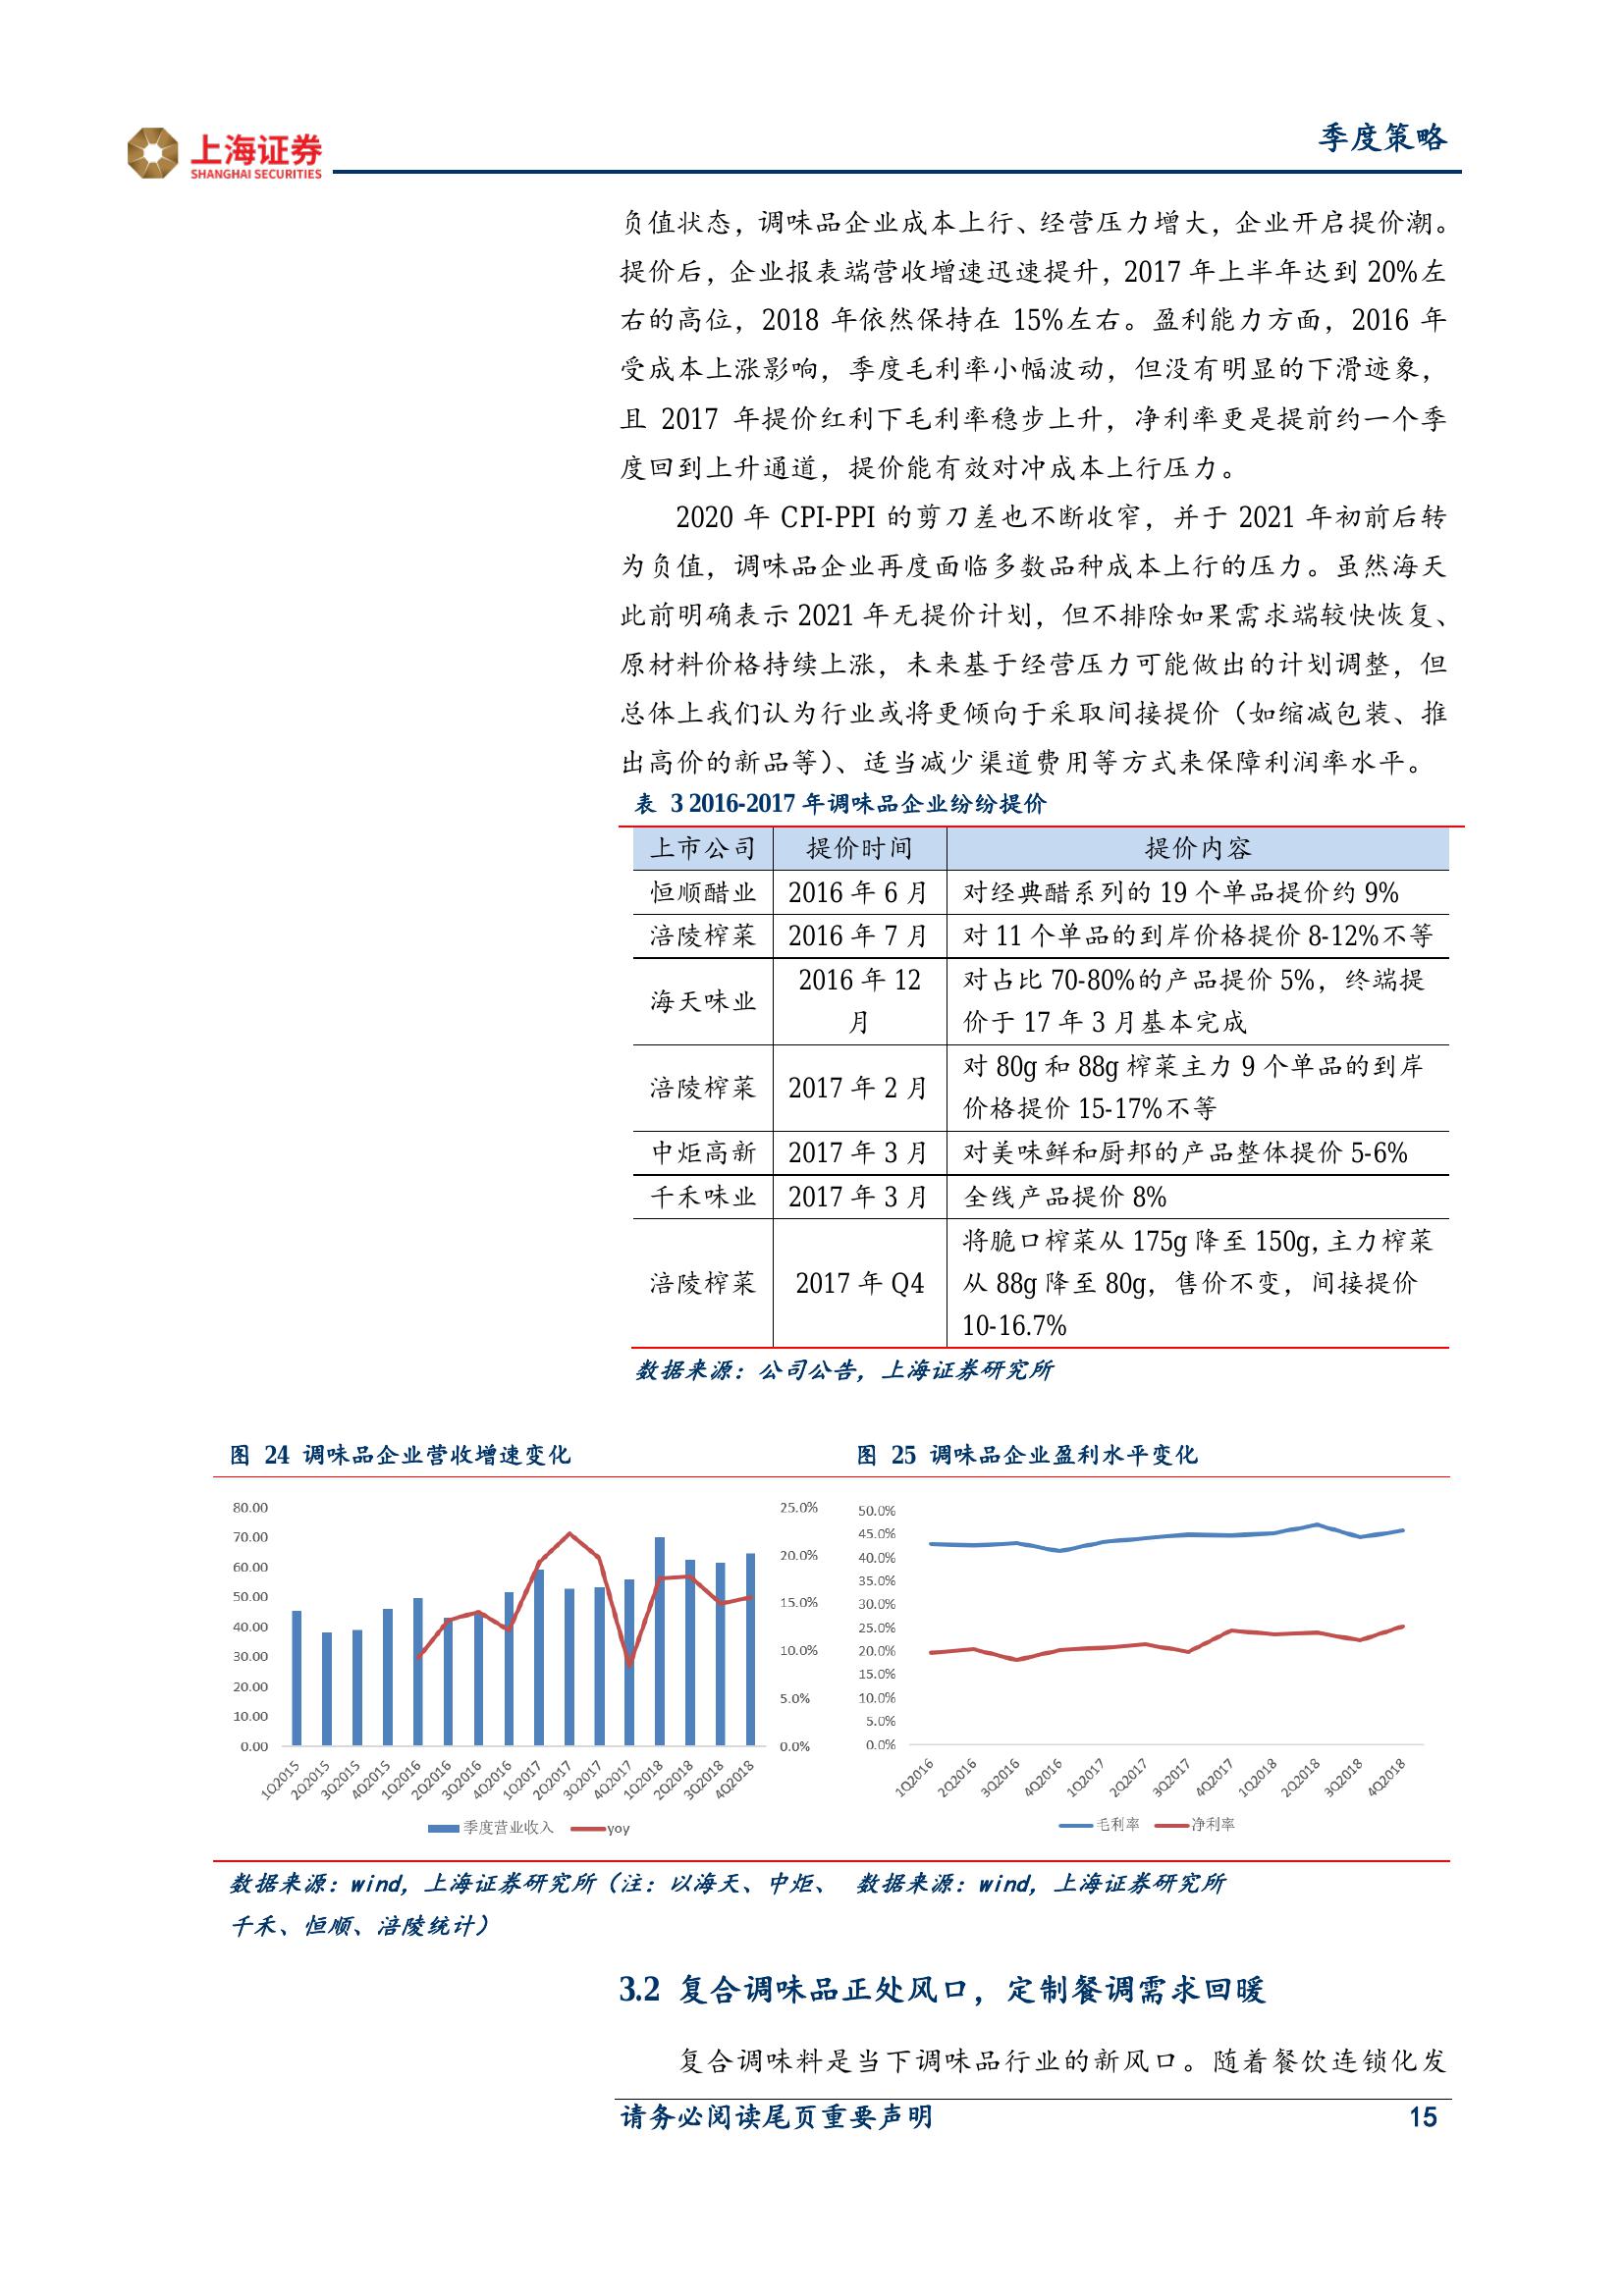 上海证券
SHANGHAI SECURITIES
季度策略
负值状态，调味品企业成本上行、经营压力增大，企业开启提价潮。
提价后，企业报表端营收增速迅速提升，2017 年上半年达到 20%左
右的高位，2018 年依然保持在 15%左右。盈利能力方面，2016 年
受成本上涨影响，季度毛利率小幅波动，但没有明显的下滑迹象，
且 2017 年提价红利下毛利率稳步上升，净利率更是提前约一个季
度回到上升通道，提价能有效对冲成本上行压力。
2020 年 CPI-PPI 的剪刀差也不断收窄，并于 2021 年初前后转
为负值，调味品企业再度面临多数品种成本上行的压力。虽然海天
此前明确表示 2021 年无提价计划，但不排除如果需求端较快恢复、
原材料价格持续上涨，未来基于经营压力可能做出的计划调整，但
总体上我们认为行业或将更倾向于采取间接提价（如缩减包装、推
出高价的新品等）、适当减少渠道费用等方式来保障利润率水平。
表 3 2016-2017 年调味品企业纷纷提价
上市公司 提价时间 提价内容
恒顺醋业 2016 年 6 月 对经典醋系列的 19 个单品提价约 9%
涪陵榨菜 2016 年 7 月 对 11 个单品的到岸价格提价 8-12%不等
海天味业 2016 年 12 月 对占比 70-80%的产品提价 5%，终端提
价于 17 年 3 月基本完成
涪陵榨菜 2017 年 2 月 对 80g 和 88g 榨菜主力 9 个单品的到岸
价格提价 15-17%不等
中炬高新 2017 年 3 月 对美味鲜和厨邦的产品整体提价 5-6%
千禾味业 2017 年 3 月 全线产品提价 8%
涪陵榨菜 2017 年 Q4 将脆口榨菜从 175g 降至 150g,主力榨菜
从 88g 降至 80g，售价不变，间接提价
10-16.7%
数据来源：公司公告，上海证券研究所
图 24 调味品企业营收增速变化
80.00
70.00
60.00
50.00
40.00
30.00
20.00
10.00
0.00
25.0%
20.0%
15.0%
10.0%
5.0%
0.0%
1Q2015 2Q2015 3Q2015 4Q2015 1Q2016 2Q2016 3Q2016 4Q2016 1Q2017 2Q2017 3Q2017 4Q2017 1Q2018 2Q2018 3Q2018 4Q2018
季度营业收入 yoy
数据来源：wind，上海证券研究所（注：以海天、中炬、
千禾、恒顺、涪陵统计）
图 25 调味品企业盈利水平变化
50.0%
45.0%
40.0%
35.0%
30.0%
25.0%
20.0%
15.0%
10.0%
5.0%
0.0%
1Q2016 2Q2016 3Q2016 4Q2016 1Q2017 2Q2017 3Q2017 4Q2017 1Q2018 2Q2018 3Q2018 4Q2018
毛利率 净利率
数据来源：wind，上海证券研究所
3.2 复合调味品正处风口，定制餐调需求回暖
复合调味料是当下调味品行业的新风口。随着餐饮连锁化发
请务必阅读尾页重要声明 15